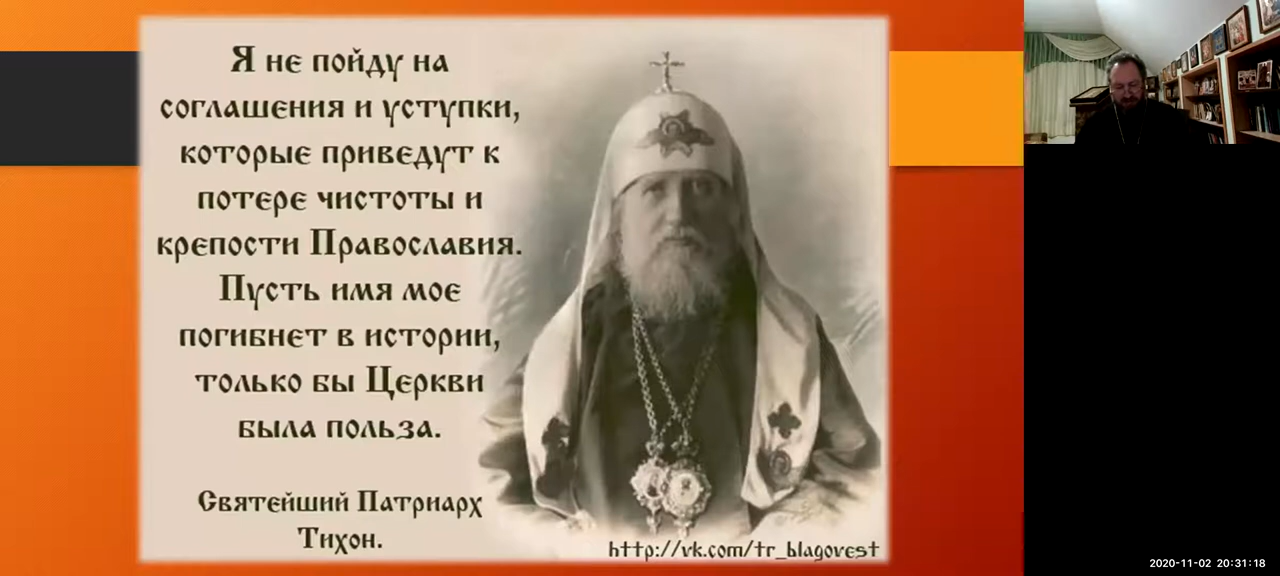 Я не пойду на
соглашения и уступки,
которые приведут к
потере чистоты и
крепости Православия.
Пусть имя мое
погибнет в истории,
только бы Церкви
была польза.
Святейший Патриарх
Тихон.
http://vk.com/tr_blagovest
2020-11-02 20:31:18